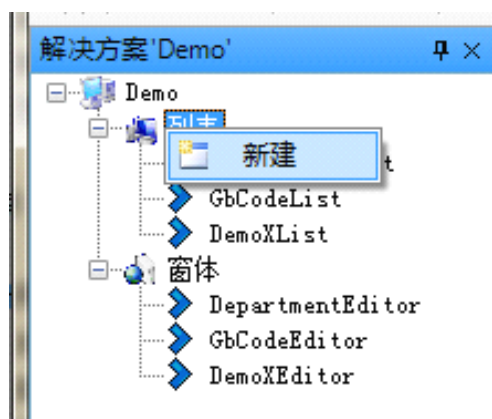 解决方案'Demo'
Demo
列表
新建
t
GbCodeList
DemoXList
窗体
DepartmentEditor
GbCodeEditor
DemoXEditor